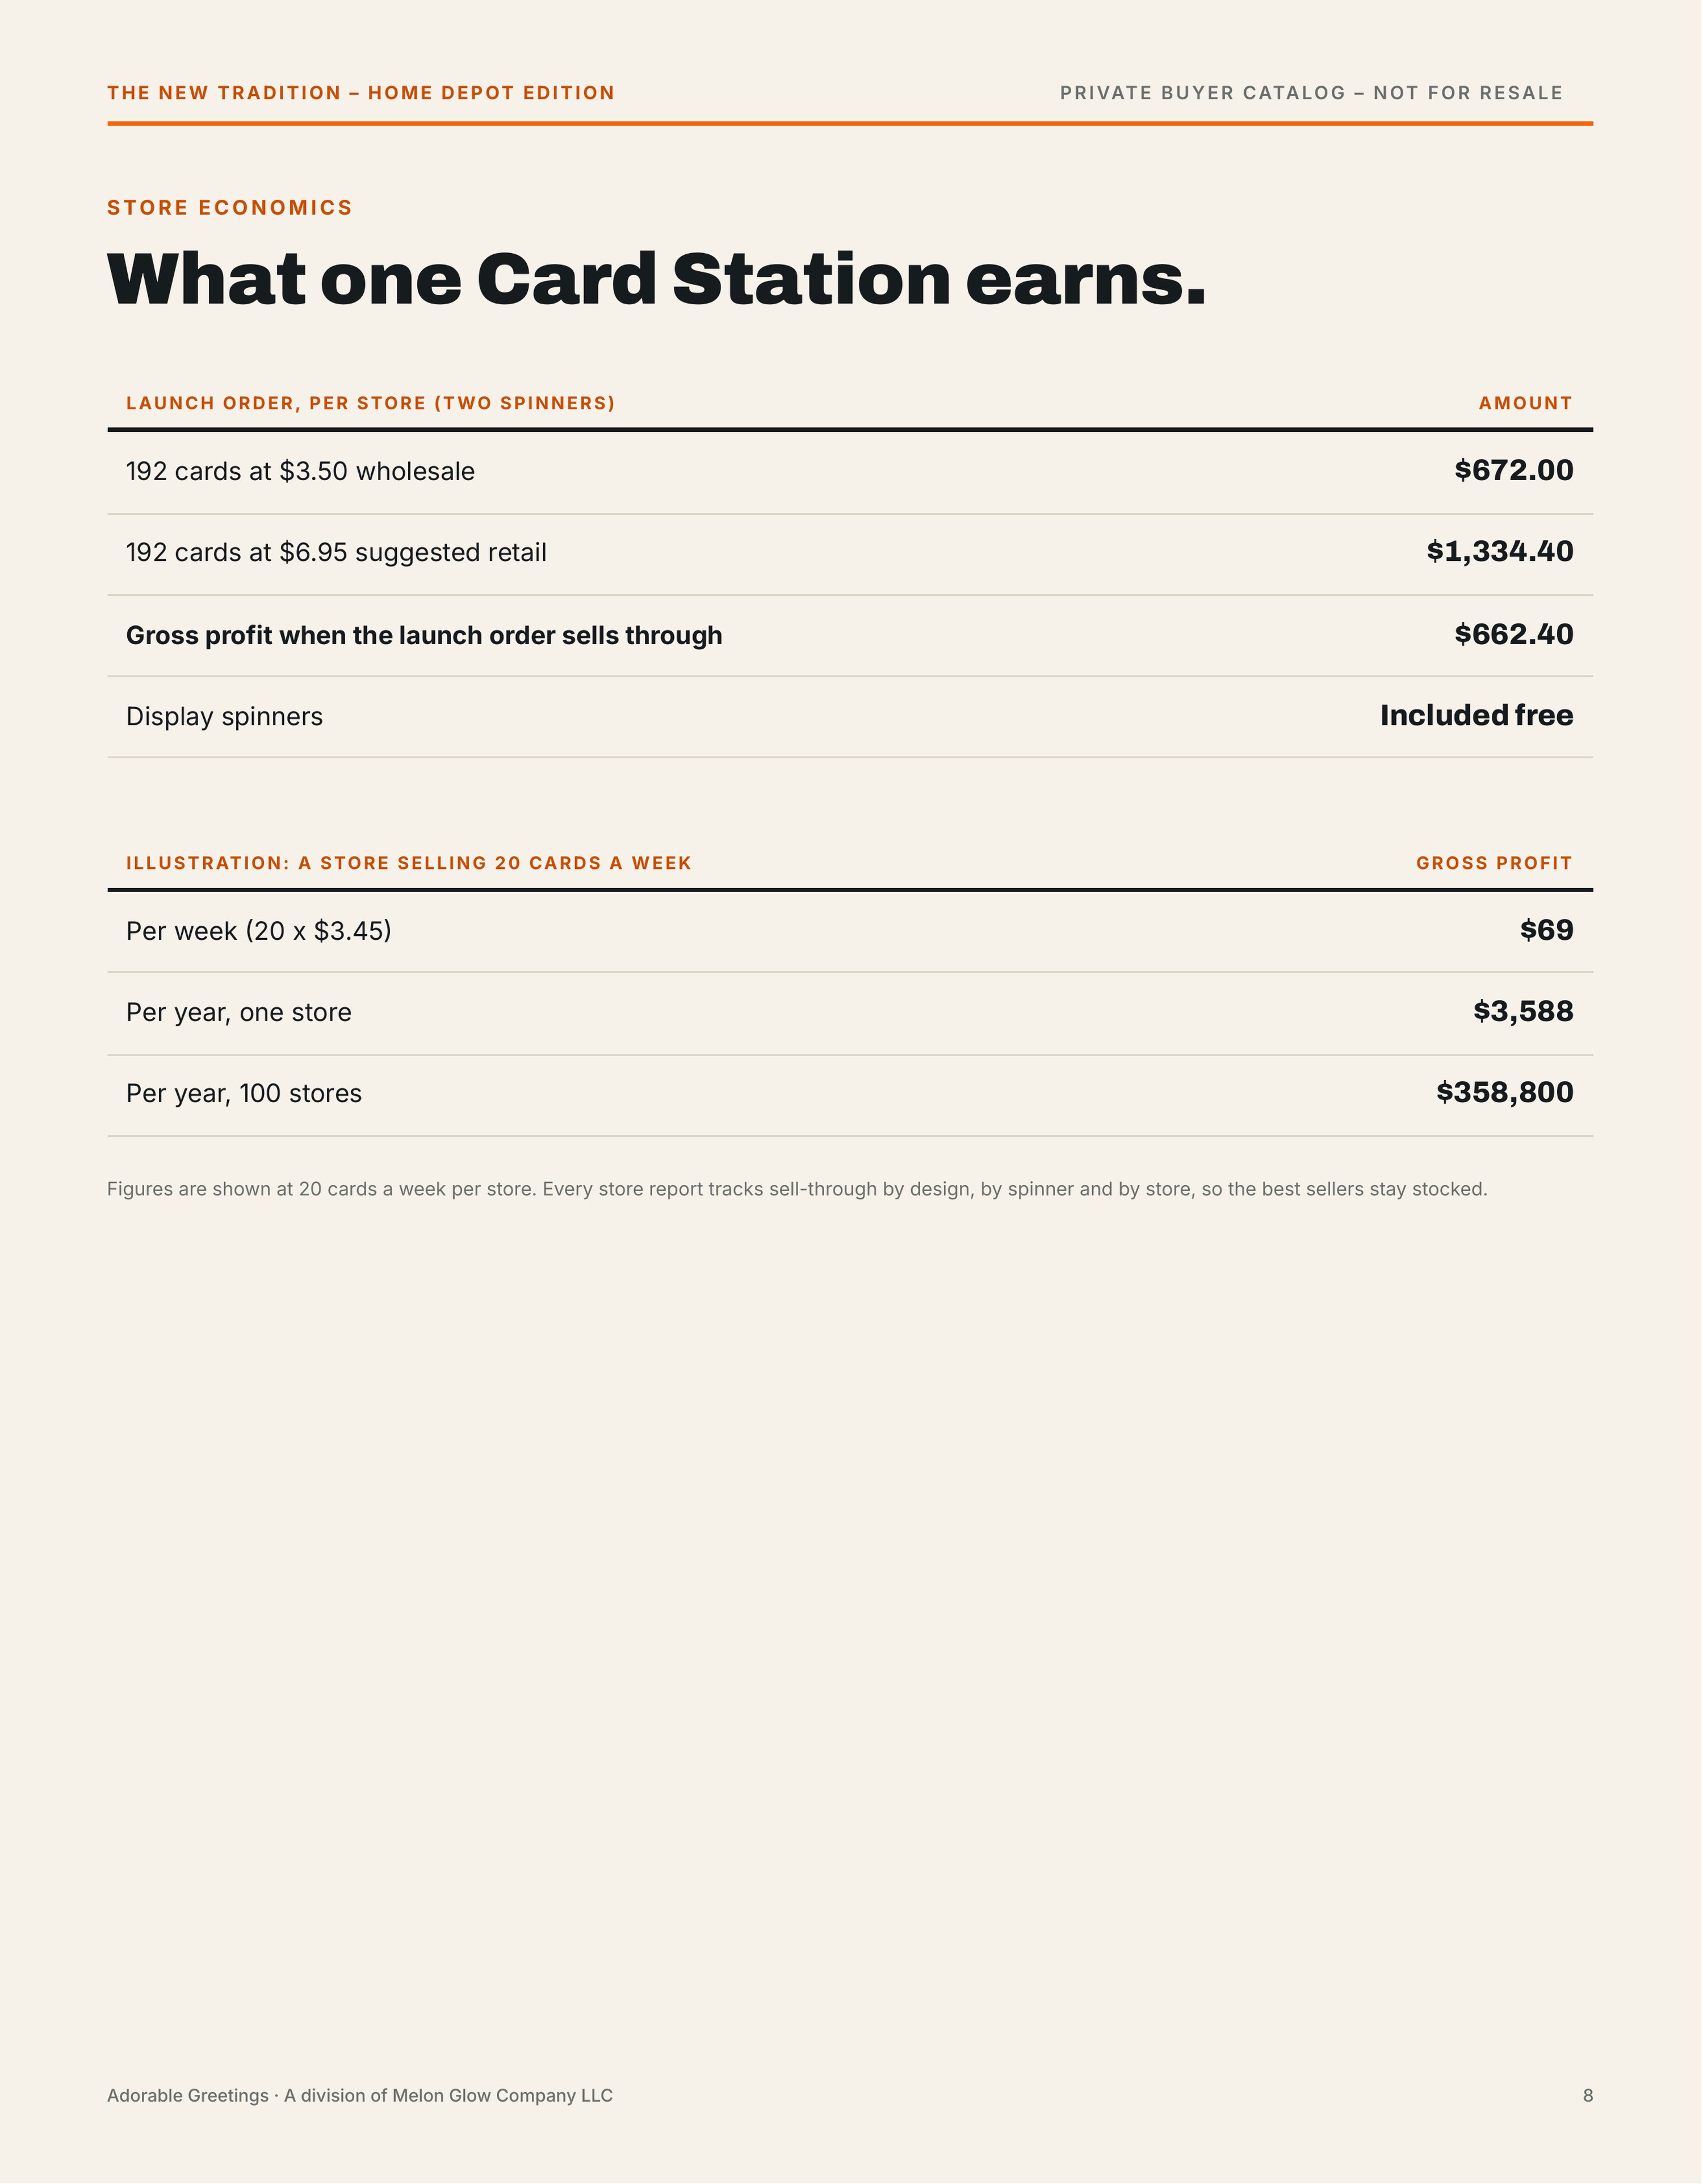 THE NEW TRADITION – HOME DEPOT EDITION
PRIVATE BUYER CATALOG – NOT FOR RESALE
STORE ECONOMICS
What one Card Station earns.
LAUNCH ORDER, PER STORE (TWO SPINNERS) AMOUNT
192 cards at $3.50 wholesale $672.00
192 cards at $6.95 suggested retail $1,334.40
Gross profit when the launch order sells through $662.40
Display spinners Included free
ILLUSTRATION: A STORE SELLING 20 CARDS A WEEK GROSS PROFIT
Per week (20 x $3.45) $69
Per year, one store $3,588
Per year, 100 stores $358,800
Figures are shown at 20 cards a week per store. Every store report tracks sell-through by design, by spinner and by store, so the best sellers stay stocked.
Adorable Greetings · A division of Melon Glow Company LLC 8